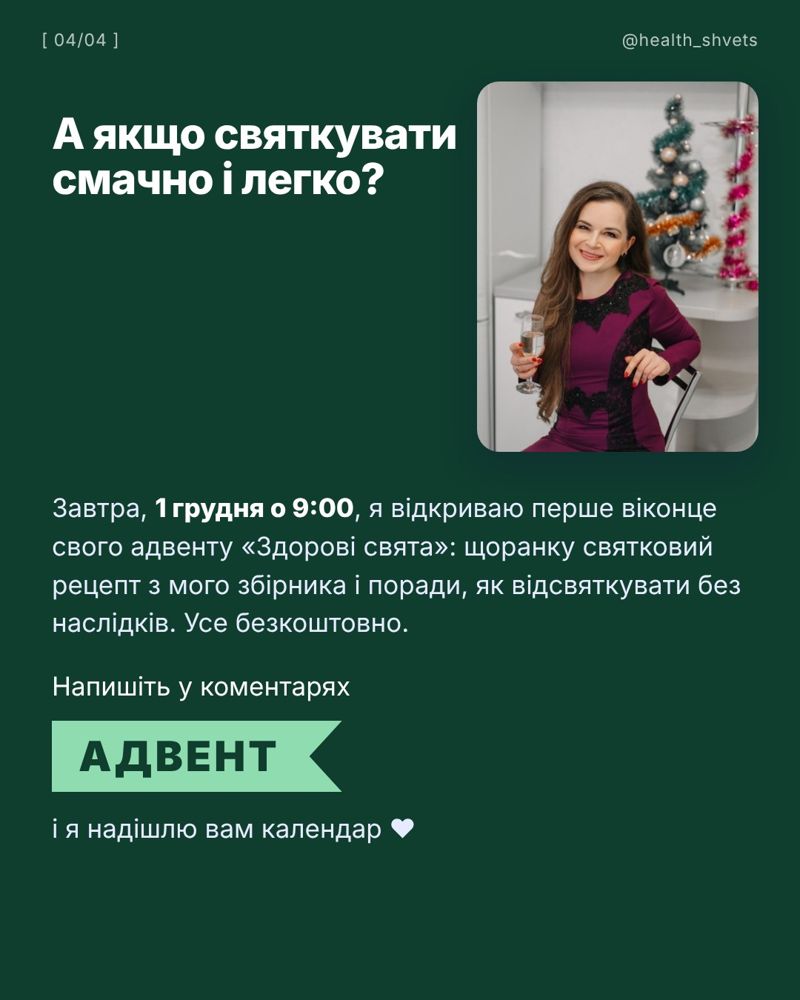 [ 04/04 ]
@health_shvets
А якщо святкувати
смачно і легко?
Завтра, 1 грудня о 9:00, я відкриваю перше віконце
свого адвенту «Здорові свята»: щоранку святковий
рецепт з мого збірника і поради, як відсвяткувати без
наслідків. Усе безкоштовно.
Напишіть у коментарях
АДВЕНТ
і я надішлю вам календар ♥